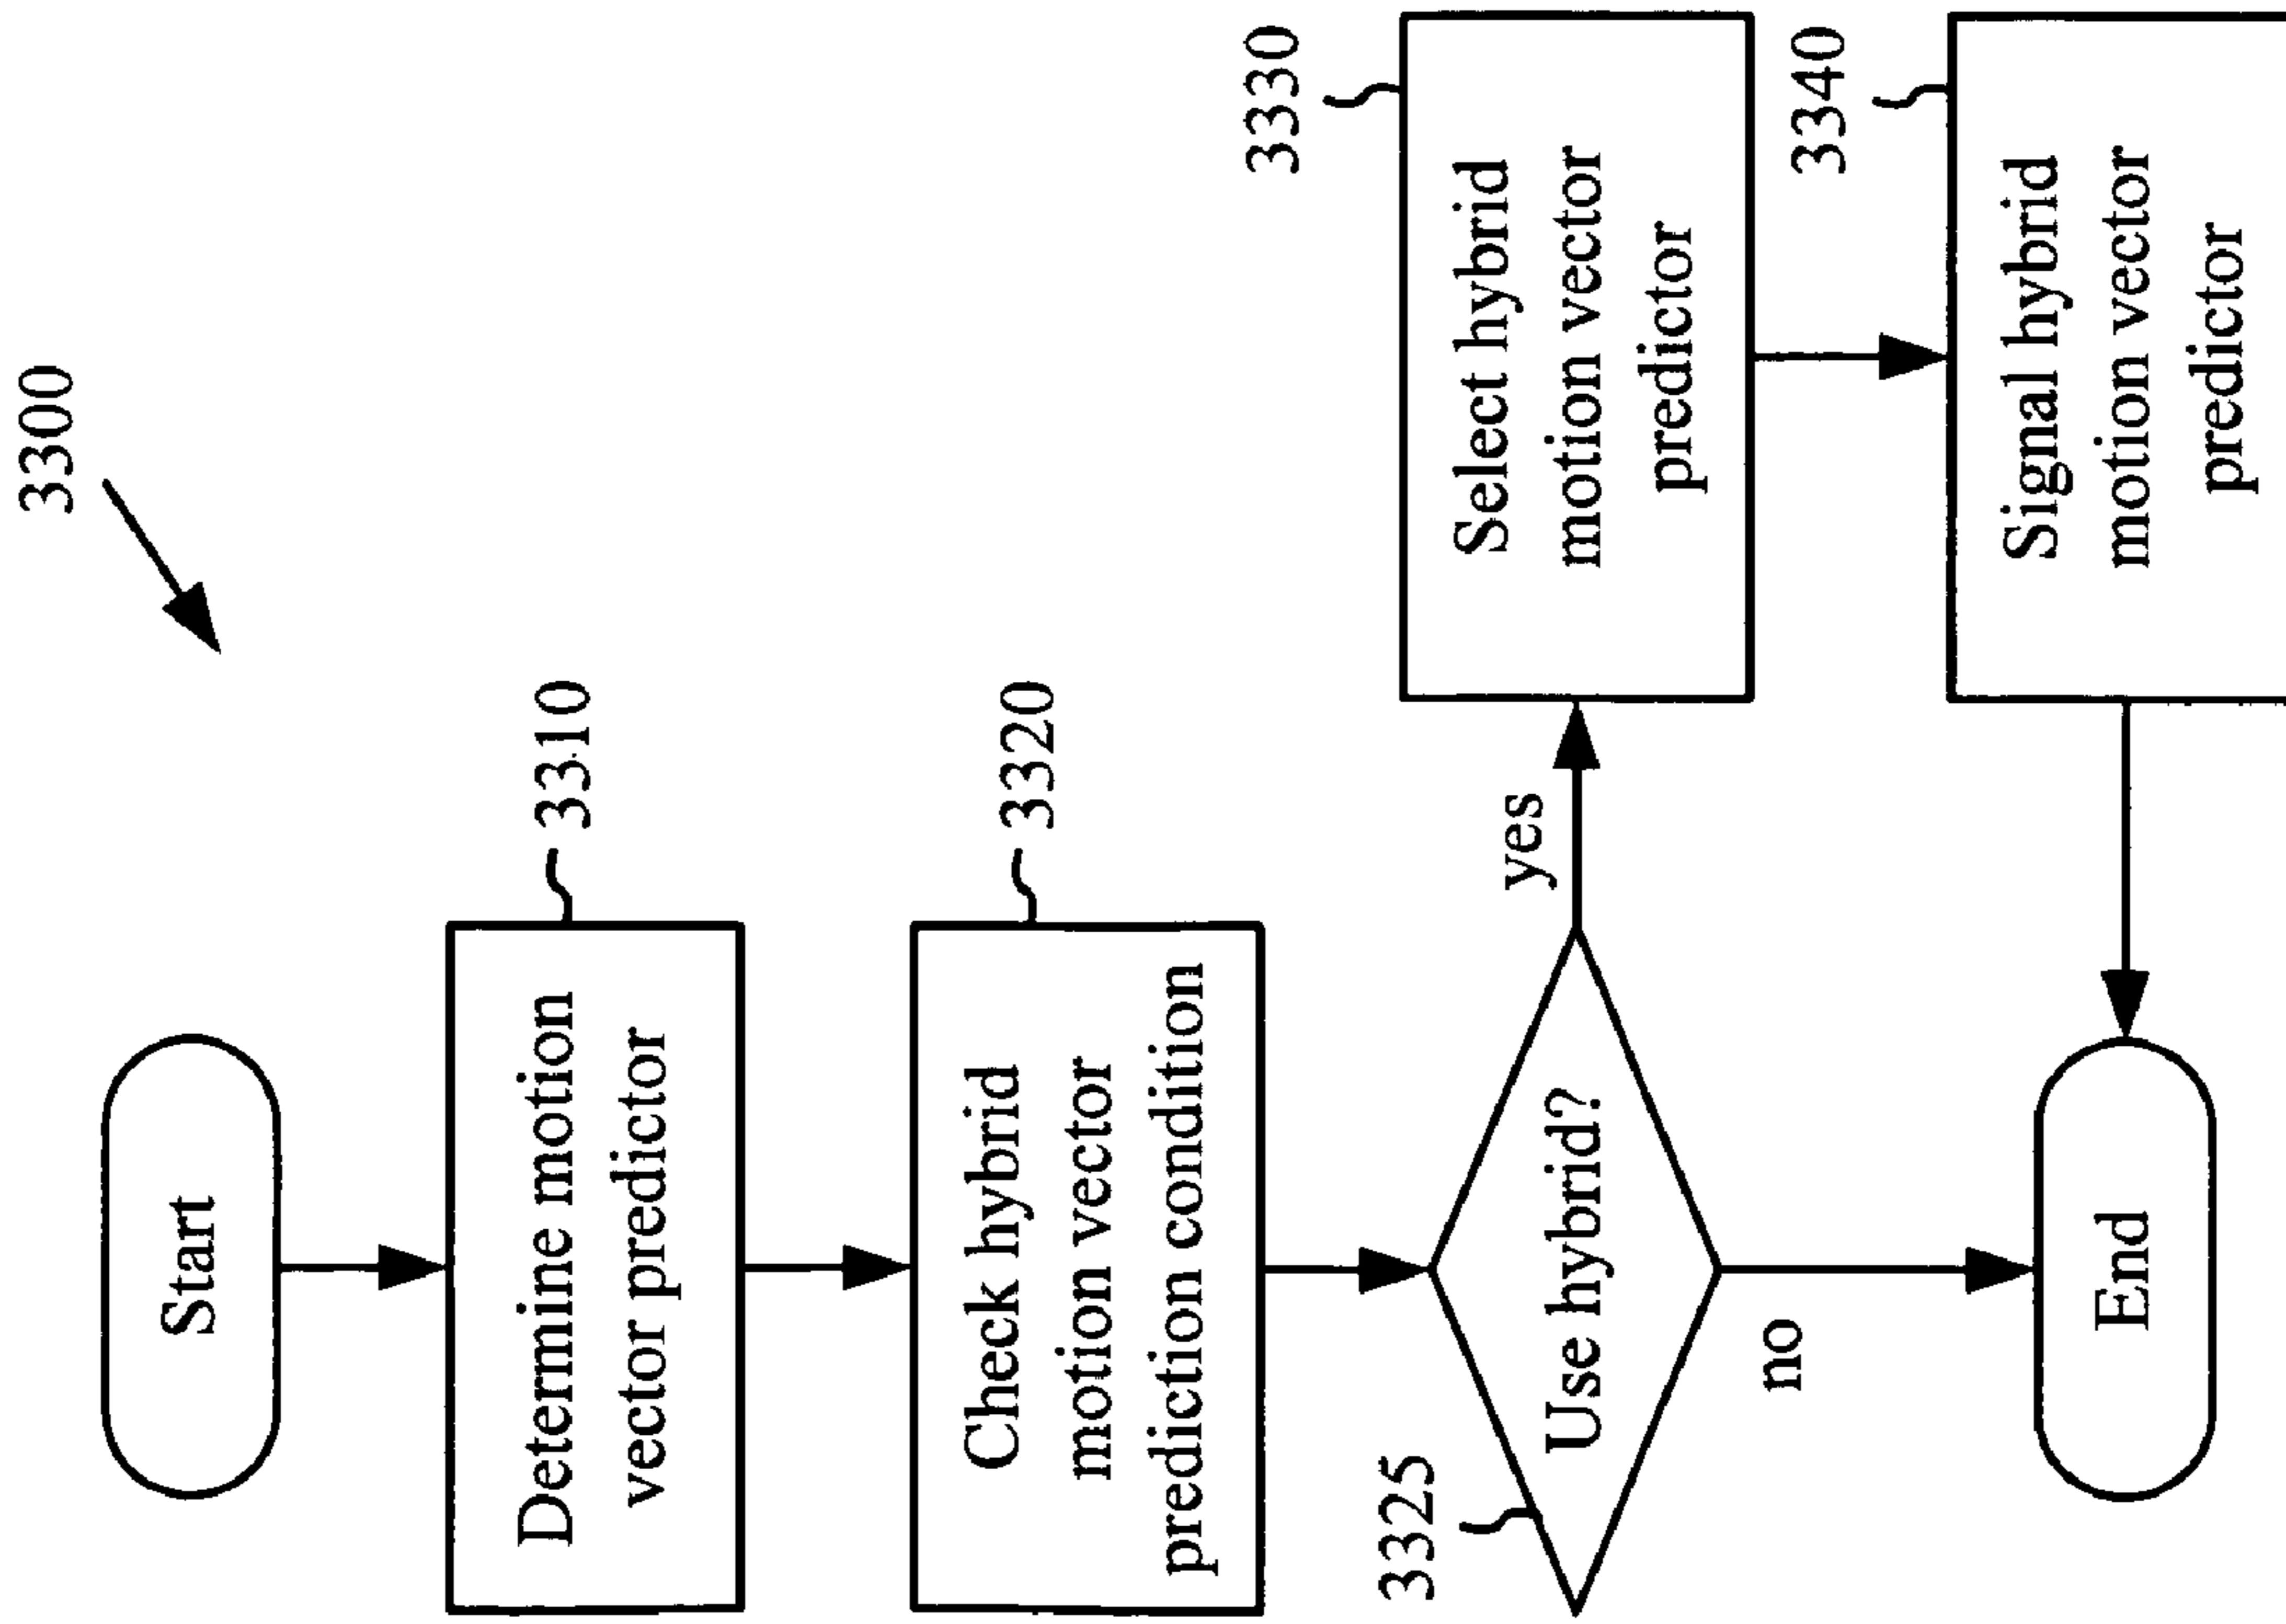 3300
Start
Determine motion
vector predictor
3310
Check hybrid
motion vector
prediction condition
3320
3325
Use hybrid?
yes
no
3330
Select hybrid
motion vector
predictor
3340
Signal hybrid
motion vector
predictor
End